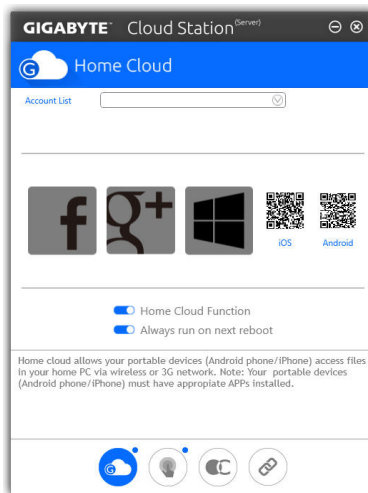 GIGABYTE™ Cloud Station (Server)
G Home Cloud
Account List
f g+
iOS Android
Home Cloud Function
Always run on next reboot
Home cloud allows your portable devices (Android phone/iPhone) access files
in your home PC via wireless or 3G network. Note: Your portable devices
(Android phone/iPhone) must have appropiate APPs installed.
G